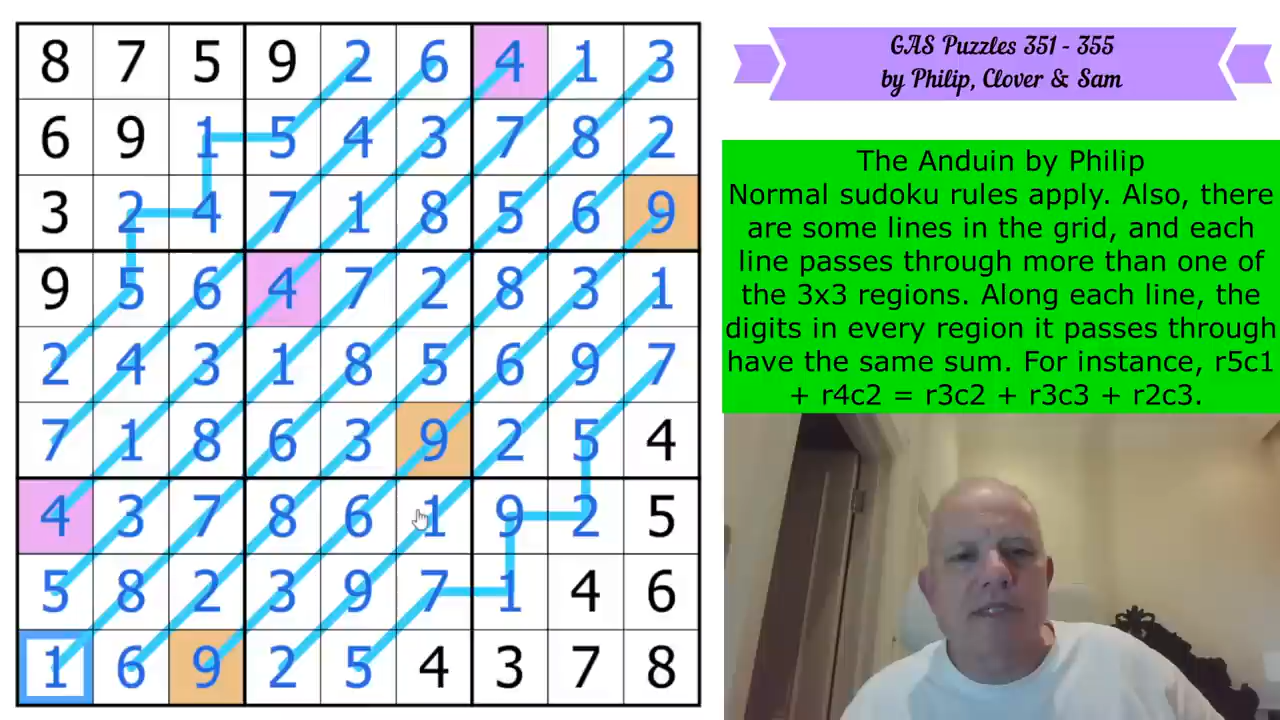 8 7 5 9 2 6 4 1 3
6 9 1 5 4 3 7 8 2
3 2 4 7 1 8 5 6 9
9 5 6 4 7 2 8 3 1
2 4 3 1 8 5 6 9 7
7 1 8 6 3 9 2 5 4
4 3 7 8 6 1 9 2 5
5 8 2 3 9 7 1 4 6
1 6 9 2 5 4 3 7 8
GAS Puzzles 351 - 355
by Philip, Clover & Sam
The Anduin by Philip
Normal sudoku rules apply. Also, there
are some lines in the grid, and each
line passes through more than one of
the 3x3 regions. Along each line, the
digits in every region it passes through
have the same sum. For instance, r5c1
+ r4c2 = r3c2 + r3c3 + r2c3.